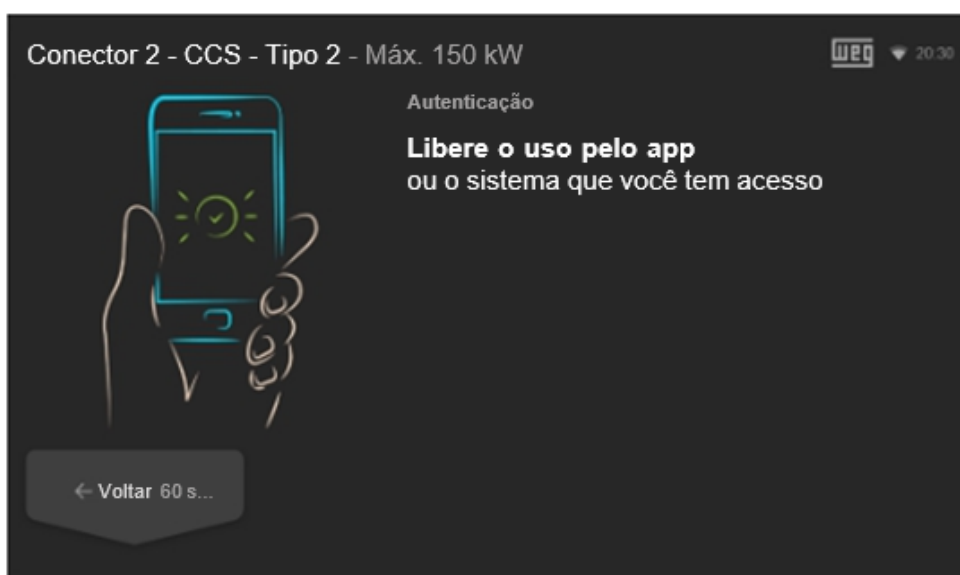 Conector 2 - CCS - Tipo 2 - Máx. 150 kW
weg 20:30
Autenticação
Libere o uso pelo app
ou o sistema que você tem acesso
← Voltar 60 s...